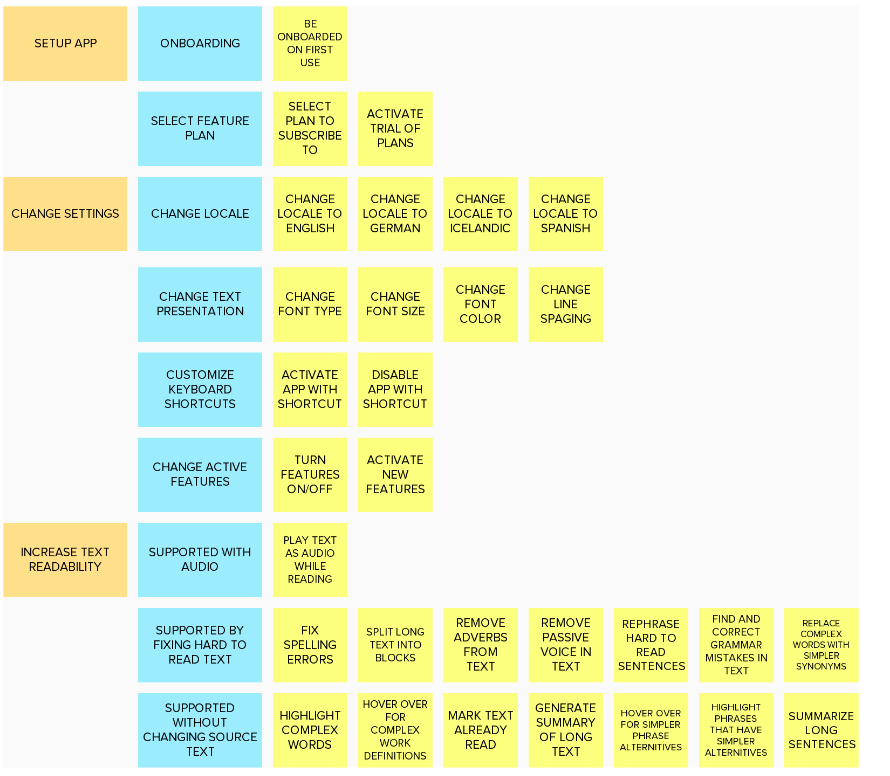 SETUP APP
ONBOARDING
BE
ONBOARDED
ON FIRST
USE
SELECT FEATURE
PLAN
SELECT
PLAN TO
SUBSCRIBE
TO
ACTIVATE
TRIAL OF
PLANS
CHANGE SETTINGS
CHANGE LOCALE
CHANGE
LOCALE TO
ENGLISH
CHANGE
LOCALE TO
GERMAN
CHANGE
LOCALE TO
ICELANDIC
CHANGE
LOCALE TO
SPANISH
CHANGE TEXT
PRESENTATION
CHANGE
FONT TYPE
CHANGE
FONT SIZE
CHANGE
FONT
COLOR
CHANGE
LINE
SPAGING
CUSTOMIZE
KEYBOARD
SHORTCUTS
ACTIVATE
APP WITH
SHORTCUT
DISABLE
APP WITH
SHORTCUT
CHANGE ACTIVE
FEATURES
TURN
FEATURES
ON/OFF
ACTIVATE
NEW
FEATURES
INCREASE TEXT
READABILITY
SUPPORTED WITH
AUDIO
PLAY TEXT
AS AUDIO
WHILE
READING
SUPPORTED BY
FIXING HARD TO
READ TEXT
FIX
SPELLING
ERRORS
SPLIT LONG
TEXT INTO
BLOCKS
REMOVE
ADVERBS
FROM
TEXT
REMOVE
PASSIVE
VOICE IN
TEXT
REPHRASE
HARD TO
READ
SENTENCES
FIND AND
CORRECT
GRAMMAR
MISTAKES IN
TEXT
REPLACE
COMPLEX
WORDS WITH
SIMPLER
SYNONYMS
SUPPORTED
WITHOUT
CHANGING SOURCE
TEXT
HIGHLIGHT
COMPLEX
WORDS
HOVER OVER
FOR
COMPLEX
WORK
DEFINITIONS
MARK TEXT
ALREADY
READ
GENERATE
SUMMARY
OF LONG
TEXT
HOVER OVER
FOR SIMPLER
PHRASE
ALTERNITIVES
HIGHLIGHT
PHRASES
THAT HAVE
SIMPLER
ALTERNITIVES
SUMMARIZE
LONG
SENTENCES